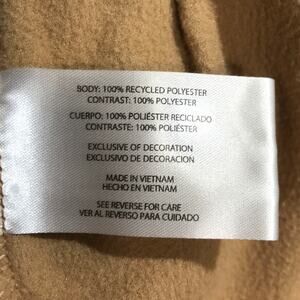 BODY: 100% RECYCLED POLYESTER
CONTRAST: 100% POLYESTER
CUERPO: 100% POLIÉSTER RECICLADO
CONTRASTE: 100% POLIÉSTER
EXCLUSIVE OF DECORATION
EXCLUSIVO DE DECORACION
MADE IN VIETNAM
HECHO EN VIETNAM
SEE REVERSE FOR CARE
VER AL REVERSO PARA CUIDADO